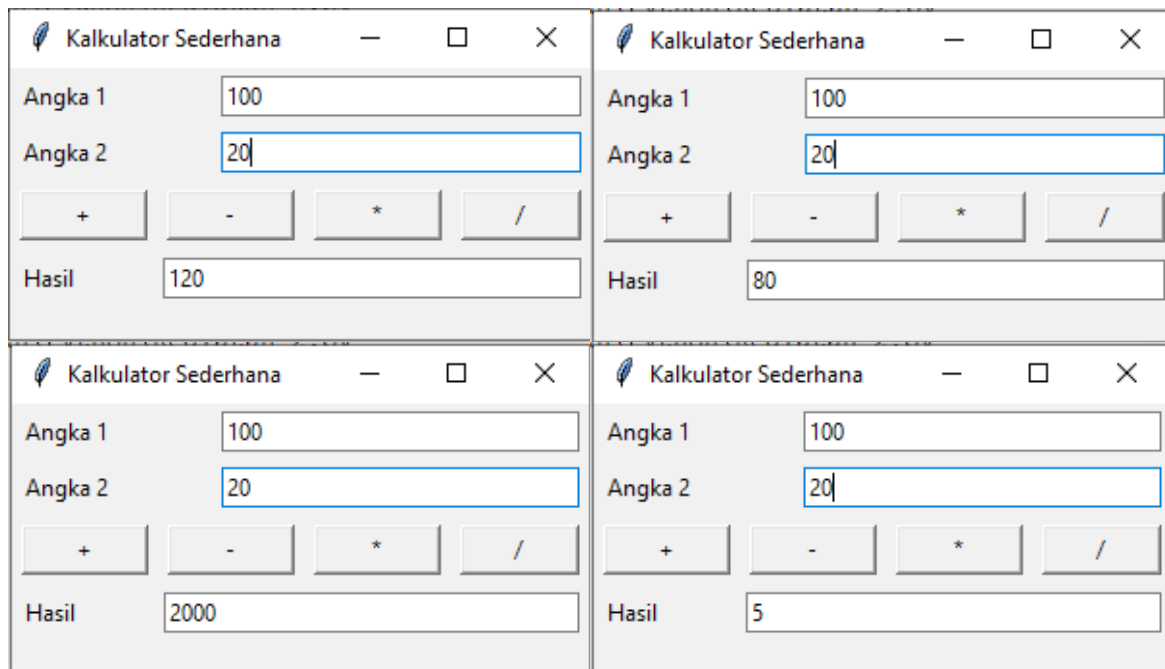 Kalkulator Sederhana
Angka 1 100
Angka 2 20
+ - * /
Hasil 120
Kalkulator Sederhana
Angka 1 100
Angka 2 20
+ - * /
Hasil 80
Kalkulator Sederhana
Angka 1 100
Angka 2 20
+ - * /
Hasil 2000
Kalkulator Sederhana
Angka 1 100
Angka 2 20
+ - * /
Hasil 5